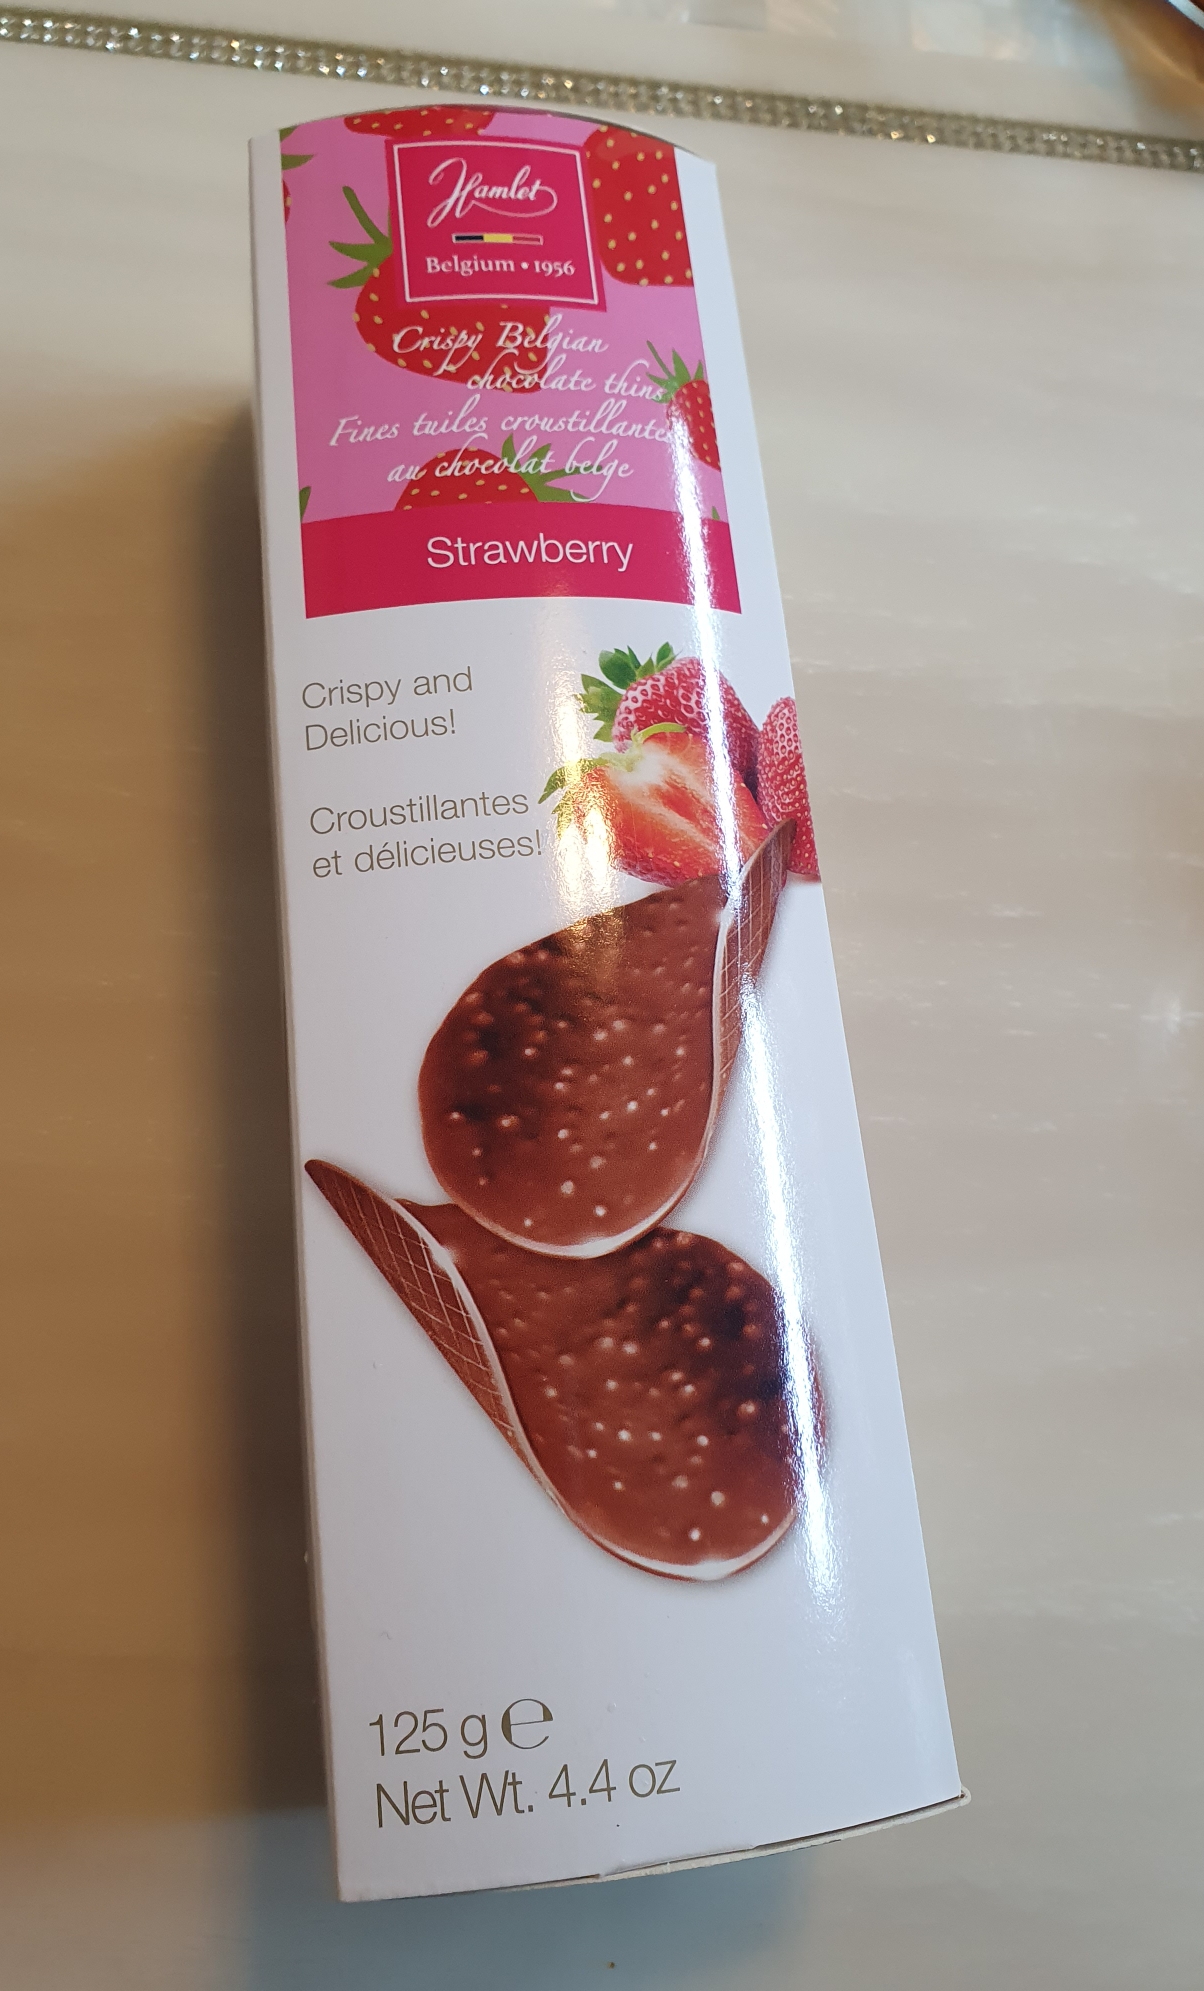 Hamlet
Belgium • 1956
Crispy Belgian
chocolate thins
Fines tuiles croustillantes
au chocolat belge
Strawberry
Crispy and
Delicious!
Croustillantes
et délicieuses!
125 g ℮
Net Wt. 4.4 oz